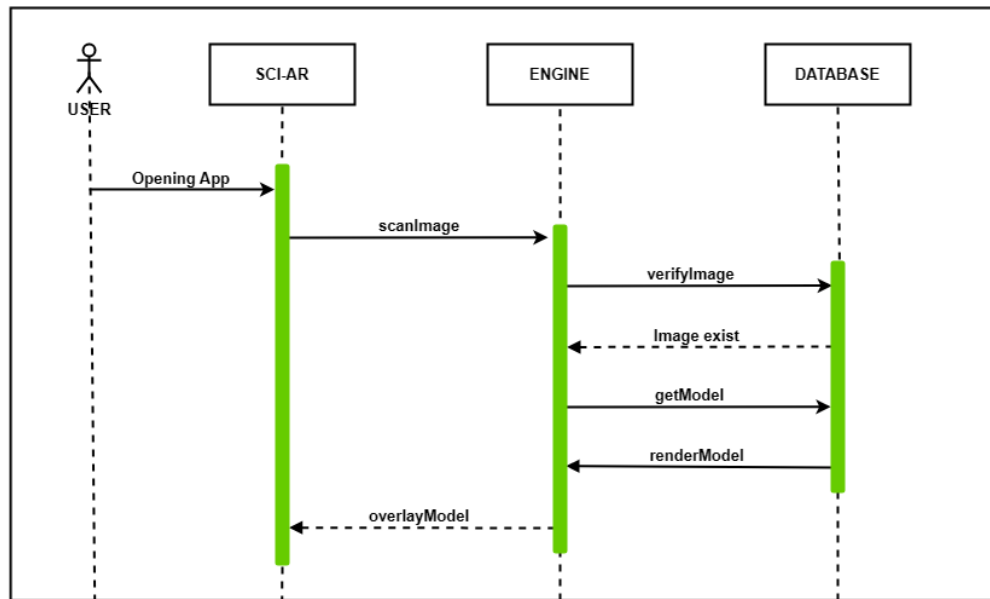 SCI-AR
ENGINE
DATABASE
USER
Opening App
scanImage
verifyImage
Image exist
getModel
renderModel
overlayModel